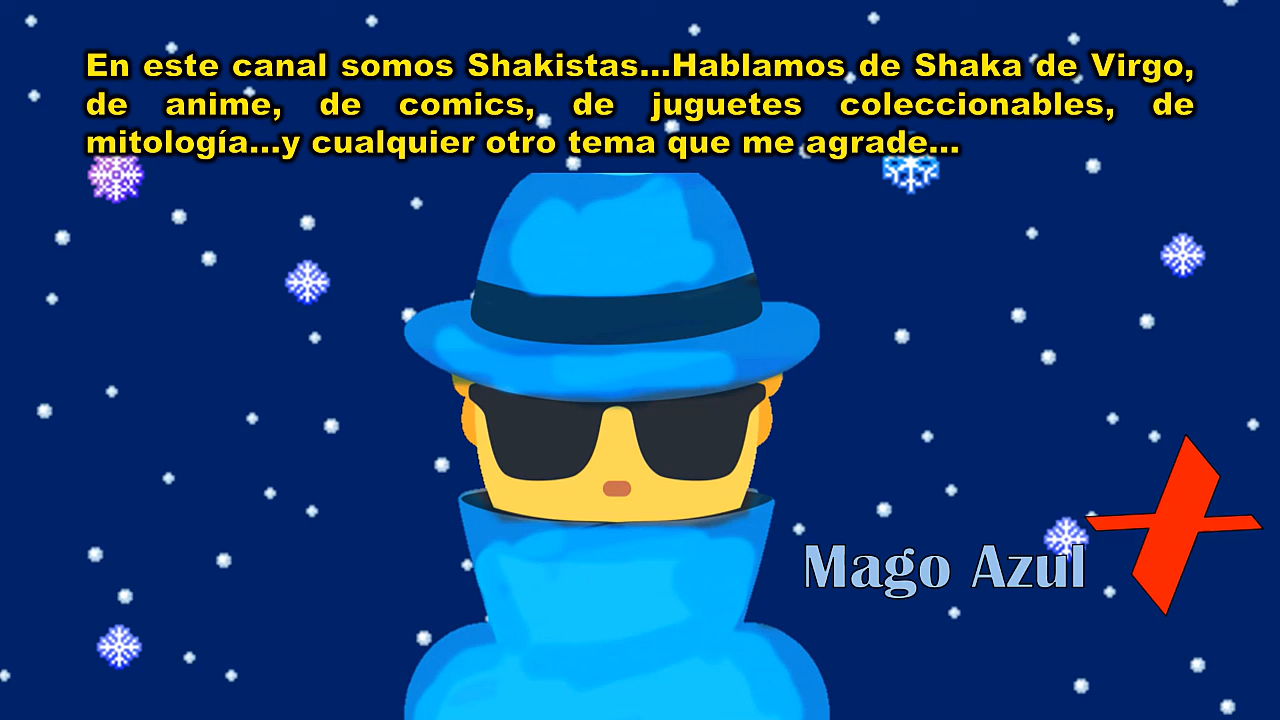 En este canal somos Shakistas...Hablamos de Shaka de Virgo,
de anime, de comics, de juguetes coleccionables, de
mitología...y cualquier otro tema que me agrade...
Mago Azul